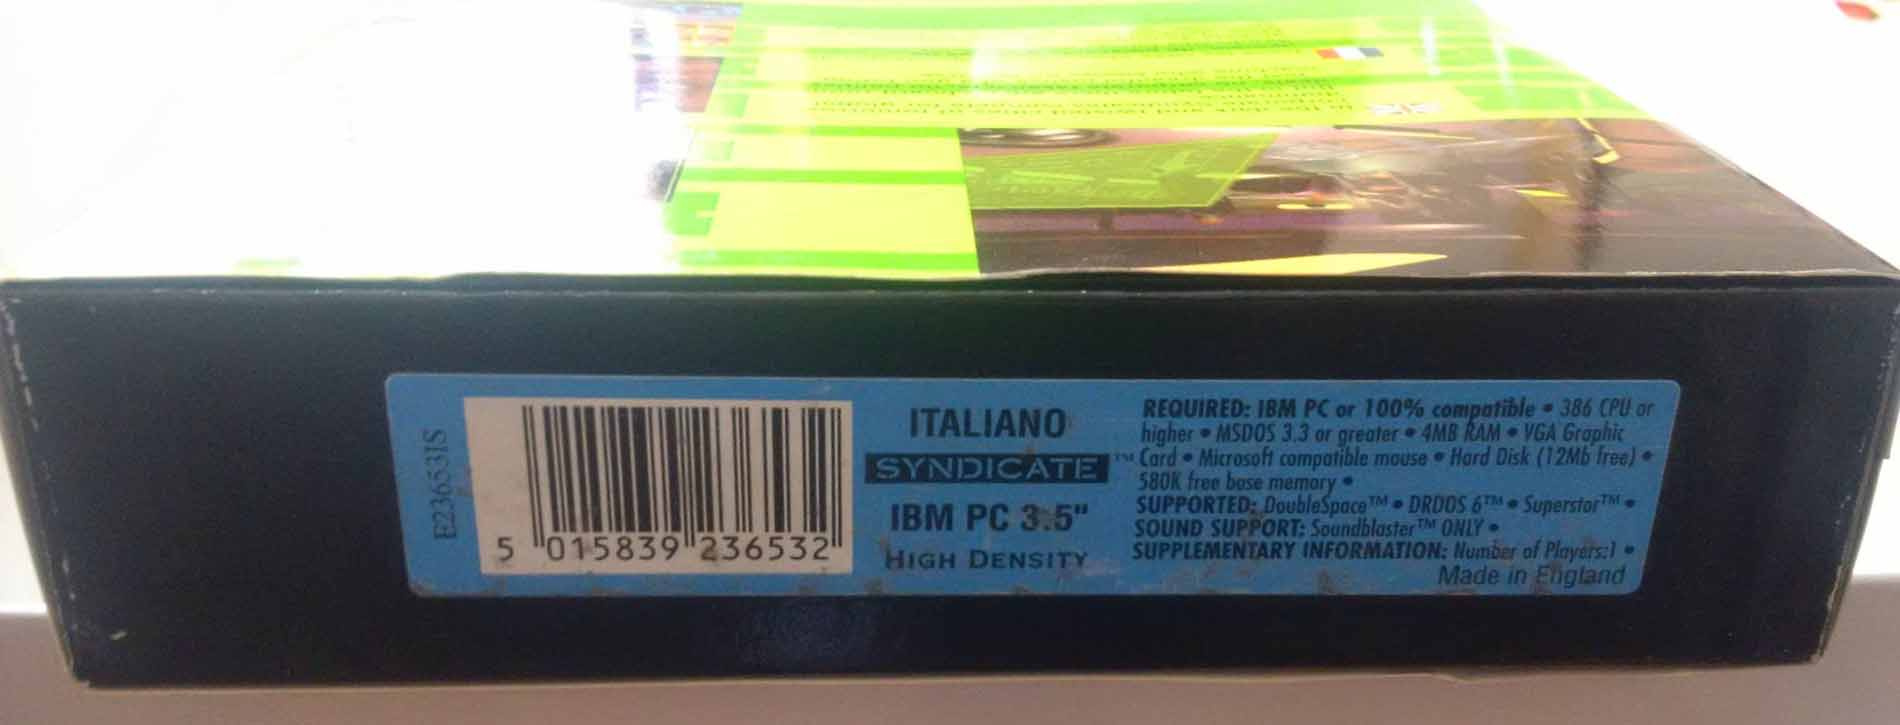 E23653IS
5 015839 236532
ITALIANO
SYNDICATE™
IBM PC 3.5"
HIGH DENSITY
REQUIRED: IBM PC or 100% compatible • 386 CPU or
higher • MSDOS 3.3 or greater • 4MB RAM • VGA Graphic
Card • Microsoft compatible mouse • Hard Disk (12Mb free) •
580K free base memory •
SUPPORTED: DoubleSpace™ • DRDOS 6™ • Superstor™ •
SOUND SUPPORT: Soundblaster™ ONLY •
SUPPLEMENTARY INFORMATION: Number of Players:1 •
Made in England